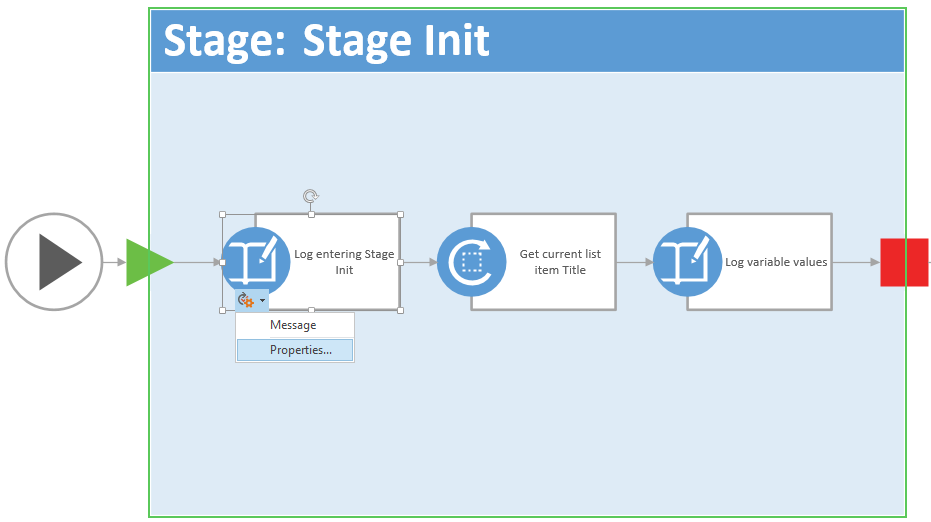 Stage: Stage Init
Log entering Stage
Init
Get current list
item Title
Log variable values
Message
Properties...